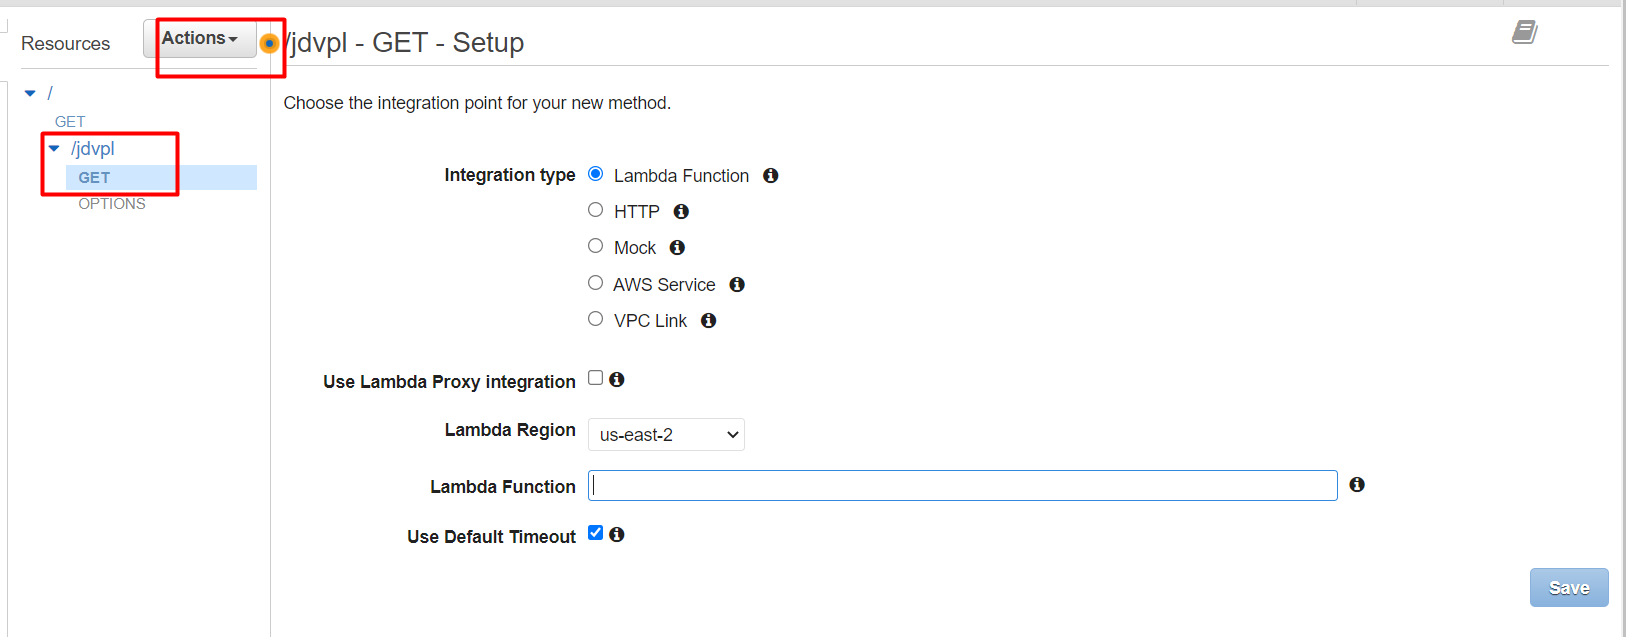 Resources
Actions
/jdvpl - GET - Setup
/
GET
/jdvpl
GET
OPTIONS
Choose the integration point for your new method.
Integration type
Lambda Function
HTTP
Mock
AWS Service
VPC Link
Use Lambda Proxy integration
Lambda Region
us-east-2
Lambda Function
Use Default Timeout
Save